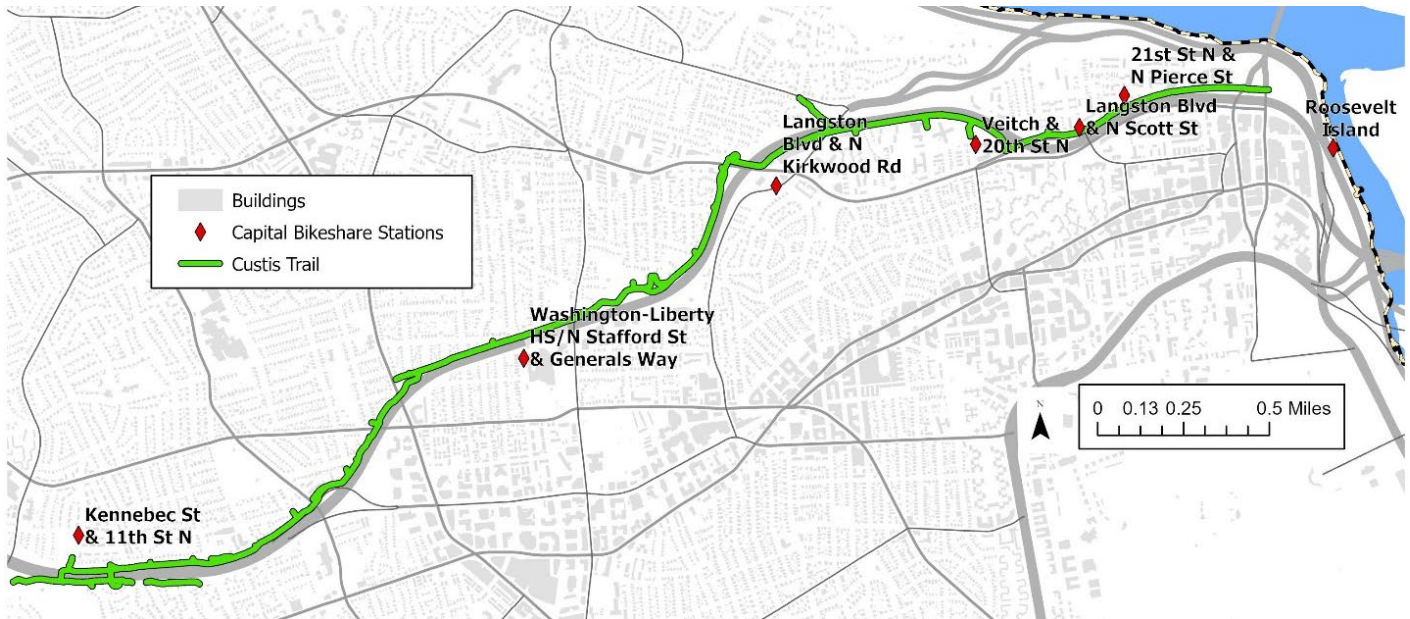 21st St N &
N Pierce St
Langston
Blvd & N
Kirkwood Rd
Veitch &
20th St N
Langston Blvd
& N Scott St
Roosevelt
Island
Buildings
Capital Bikeshare Stations
Custis Trail
Washington-Liberty
HS/N Stafford St
& Generals Way
N
0 0.13 0.25 0.5 Miles
Kennebec St
& 11th St N